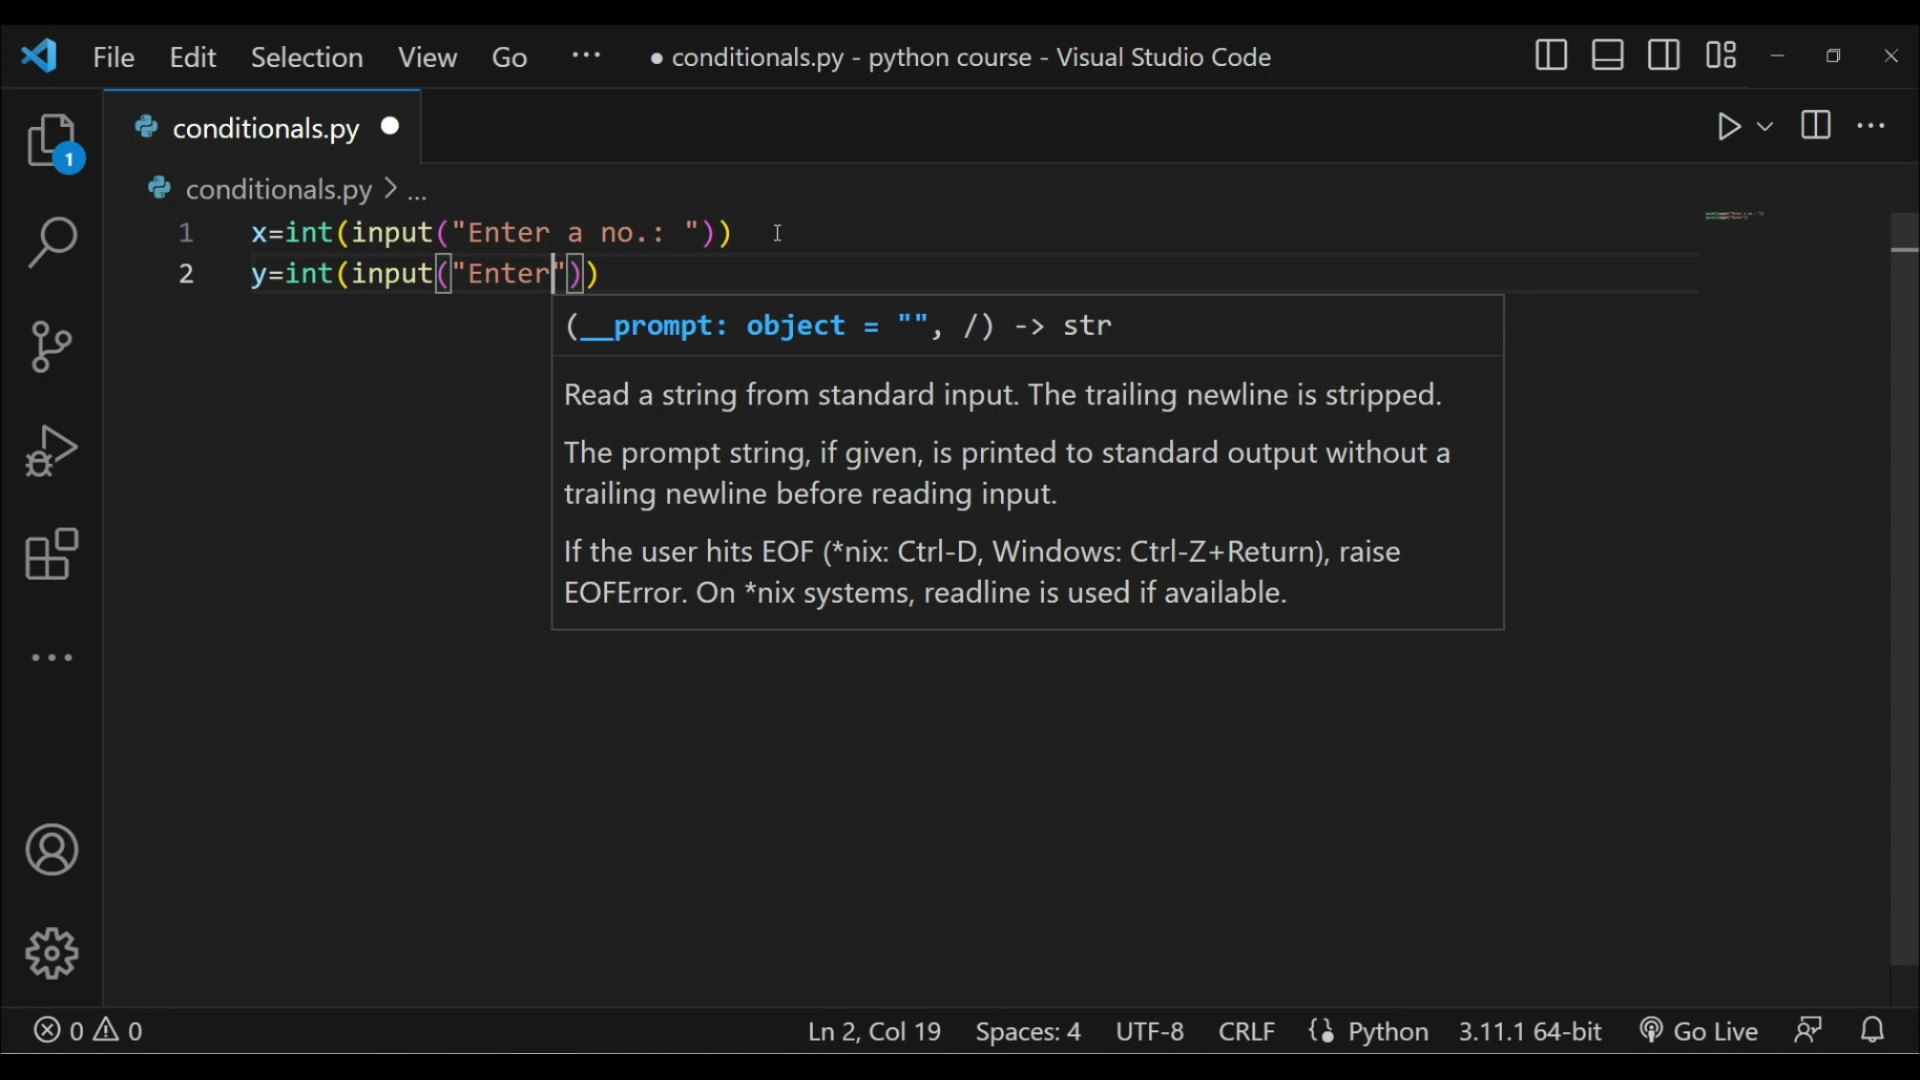 File Edit Selection View Go ··· ● conditionals.py - python course - Visual Studio Code
conditionals.py ●
1
conditionals.py > ...
1 x=int(input("Enter a no.: "))
2 y=int(input("Enter"))
(__prompt: object = "", /) -> str
Read a string from standard input. The trailing newline is stripped.
The prompt string, if given, is printed to standard output without a
trailing newline before reading input.
If the user hits EOF (*nix: Ctrl-D, Windows: Ctrl-Z+Return), raise
EOFError. On *nix systems, readline is used if available.
0 0 Ln 2, Col 19 Spaces: 4 UTF-8 CRLF Python 3.11.1 64-bit Go Live